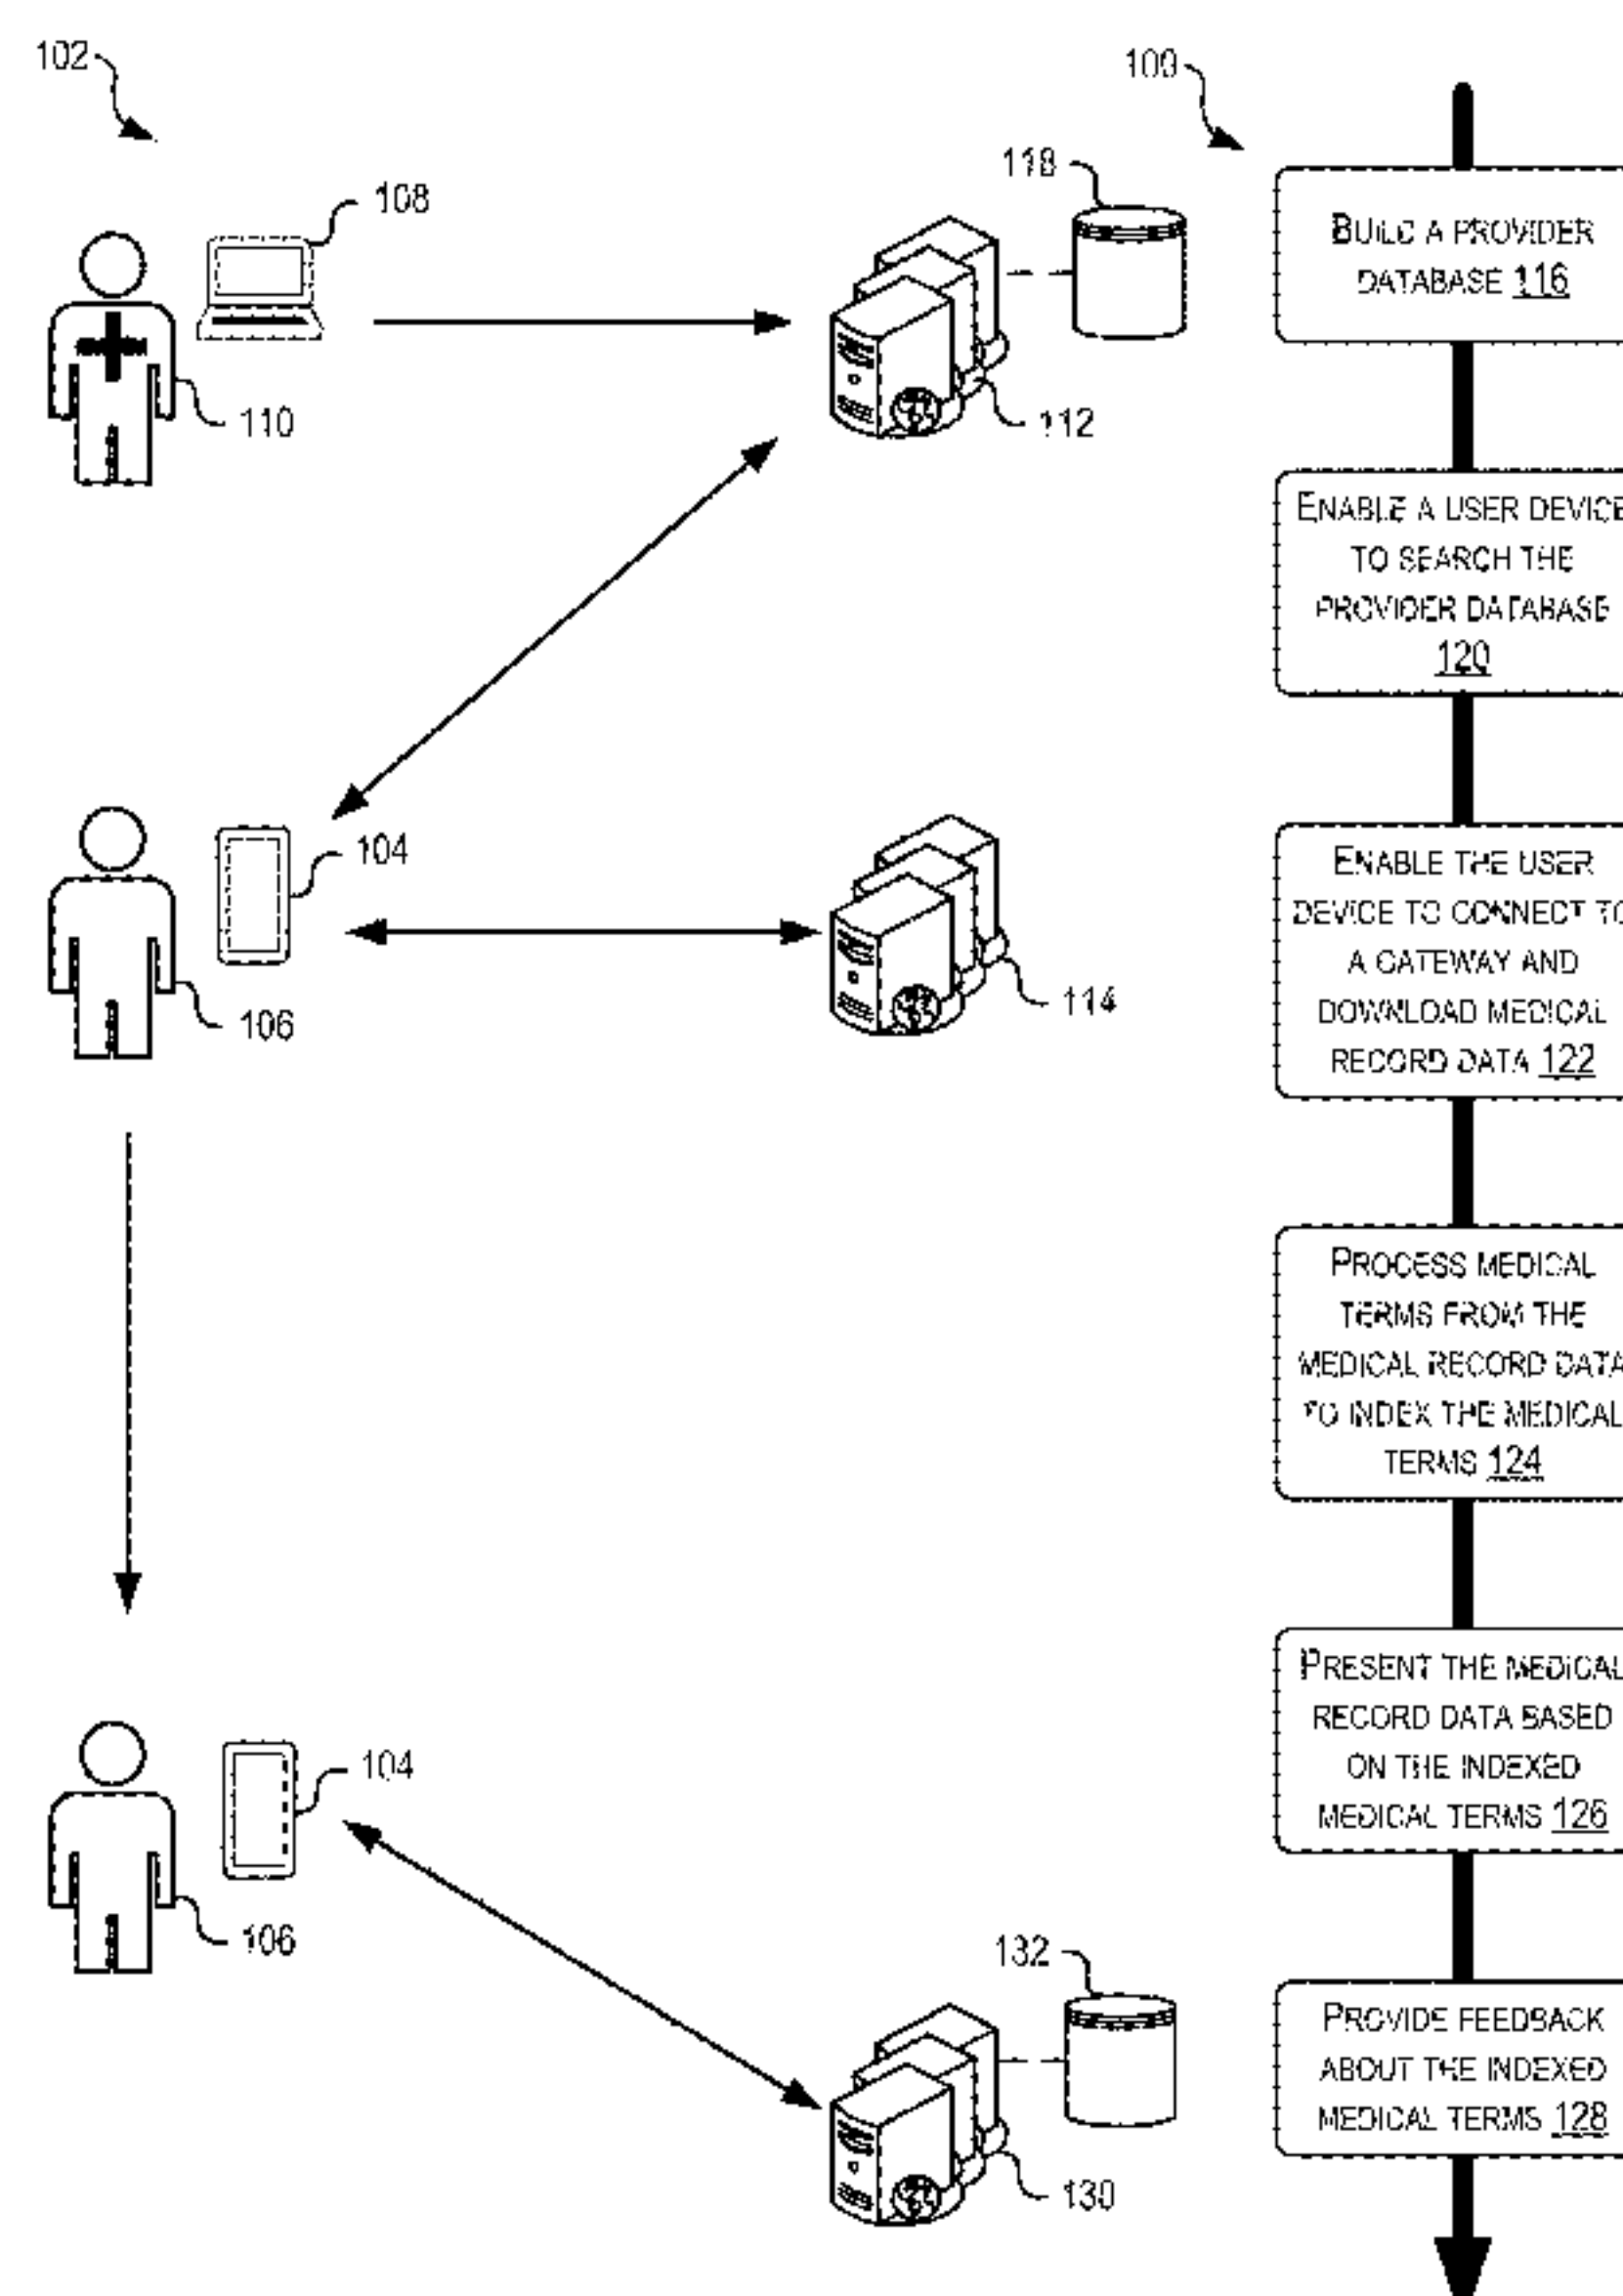 102
100
118
108
BUILD A PROVIDER
DATABASE 116
110
112
ENABLE A USER DEVICE
TO SEARCH THE
PROVIDER DATABASE
120
104
106
114
ENABLE THE USER
DEVICE TO CONNECT TO
A GATEWAY AND
DOWNLOAD MEDICAL
RECORD DATA 122
PROCESS MEDICAL
TERMS FROM THE
MEDICAL RECORD DATA
TO INDEX THE MEDICAL
TERMS 124
104
106
PRESENT THE MEDICAL
RECORD DATA BASED
ON THE INDEXED
MEDICAL TERMS 126
132
130
PROVIDE FEEDBACK
ABOUT THE INDEXED
MEDICAL TERMS 128